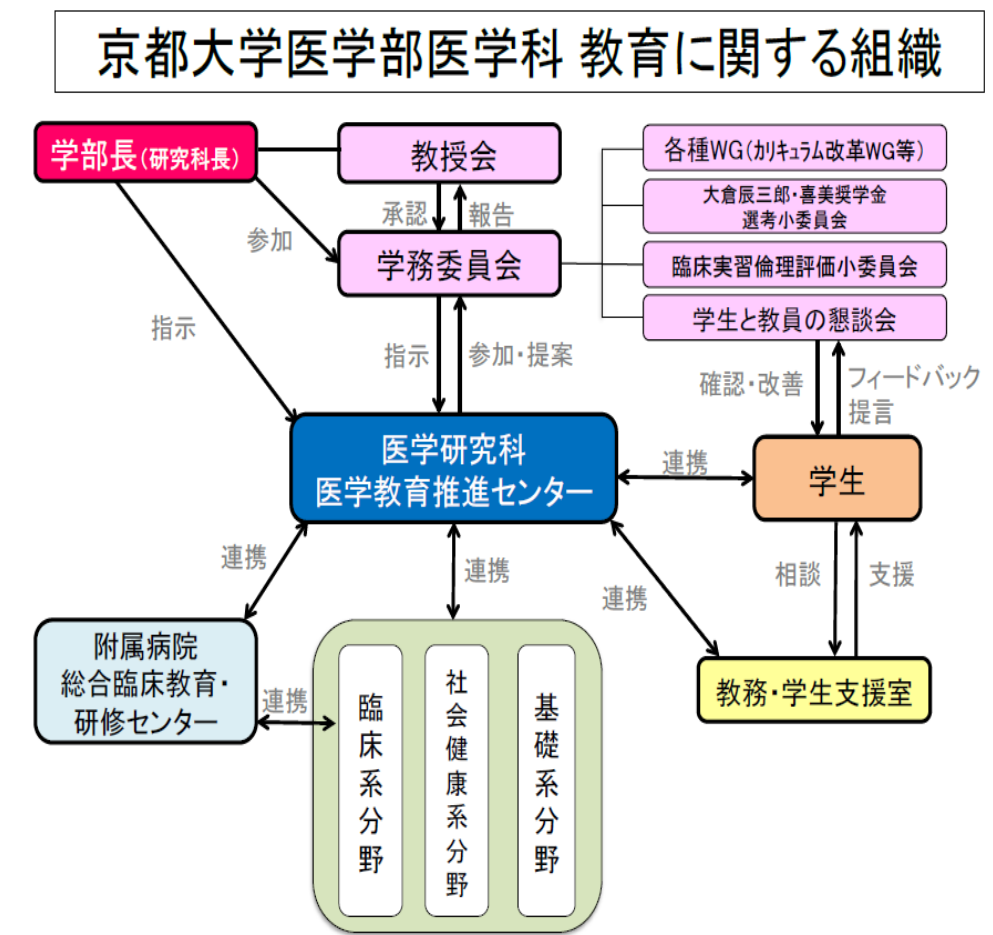 京都大学医学部医学科 教育に関する組織
学部長(研究科長)
教授会
各種WG(カリキュラム改革WG等)
大倉辰三郎・喜美奨学金
選考小委員会
承認
報告
参加
学務委員会
臨床実習倫理評価小委員会
学生と教員の懇談会
指示
指示
参加・提案
確認・改善
フィードバック
提言
医学研究科
医学教育推進センター
連携
学生
連携
連携
連携
相談
支援
附属病院
総合臨床教育・
研修センター
連携
臨床系分野
社会健康系分野
基礎系分野
教務・学生支援室